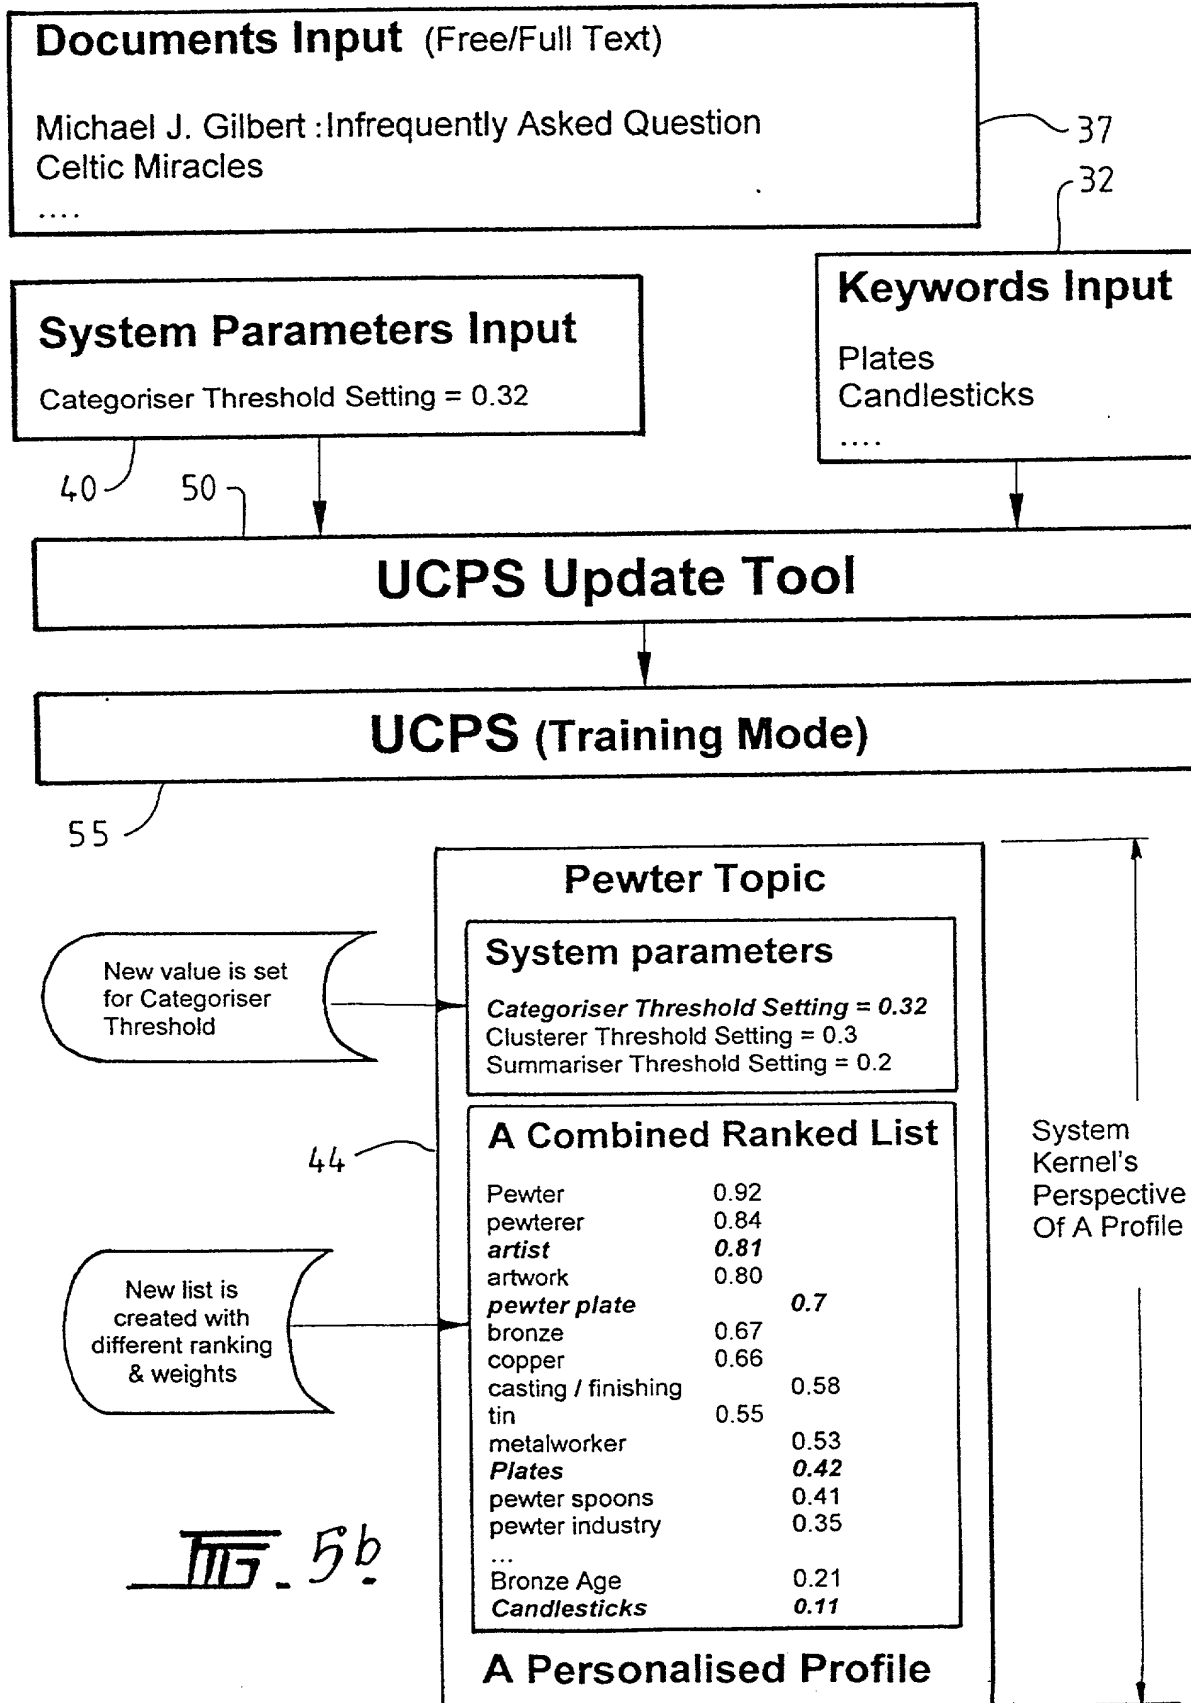 Documents Input (Free/Full Text)
Michael J. Gilbert :Infrequently Asked Question
Celtic Miracles
....
37
32
System Parameters Input
Categoriser Threshold Setting = 0.32
Keywords Input
Plates
Candlesticks
....
40
50
UCPS Update Tool
UCPS (Training Mode)
55
Pewter Topic
New value is set
for Categoriser
Threshold
System parameters
Categoriser Threshold Setting = 0.32
Clusterer Threshold Setting = 0.3
Summariser Threshold Setting = 0.2
44
A Combined Ranked List
Pewter 0.92
pewterer 0.84
artist 0.81
artwork 0.80
pewter plate 0.7
bronze 0.67
copper 0.66
casting / finishing 0.58
tin 0.55
metalworker 0.53
Plates 0.42
pewter spoons 0.41
pewter industry 0.35
...
Bronze Age 0.21
Candlesticks 0.11
New list is
created with
different ranking
& weights
System
Kernel's
Perspective
Of A Profile
A Personalised Profile
FIG. 5b